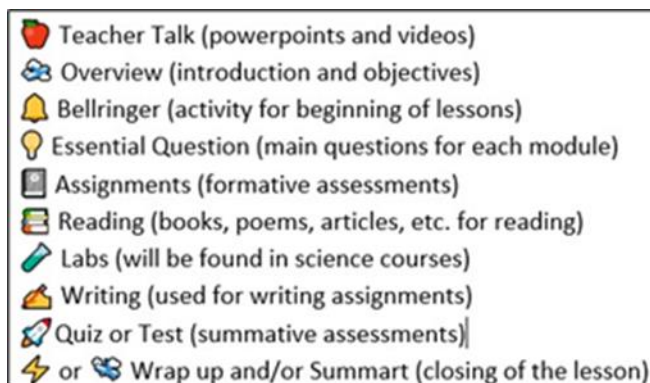 Teacher Talk (powerpoints and videos)
Overview (introduction and objectives)
Bellringer (activity for beginning of lessons)
Essential Question (main questions for each module)
Assignments (formative assessments)
Reading (books, poems, articles, etc. for reading)
Labs (will be found in science courses)
Writing (used for writing assignments)
Quiz or Test (summative assessments)
or Wrap up and/or Summart (closing of the lesson)